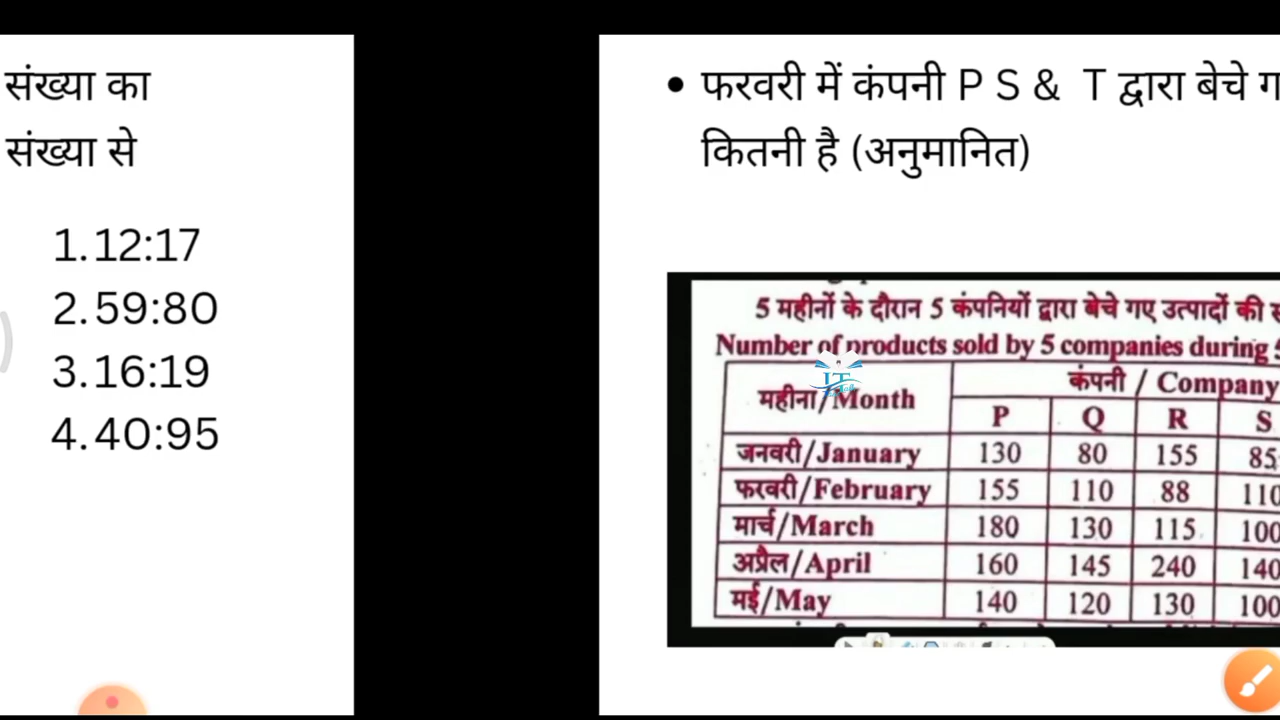 संख्या का
संख्या से
1.12:17
2.59:80
3.16:19
4.40:95
• फरवरी में कंपनी P S & T द्वारा बेचे
कितनी है (अनुमानित)
5 महीनों के दौरान 5 कंपनियों द्वारा बेचे गए उत्पादों की
Number of products sold by 5 companies during
महीना/Month कंपनी / Company
P Q R S
जनवरी/January 130 80 155 85
फरवरी/February 155 110 88 110
मार्च/March 180 130 115 100
अप्रैल/April 160 145 240 140
मई/May 140 120 130 100